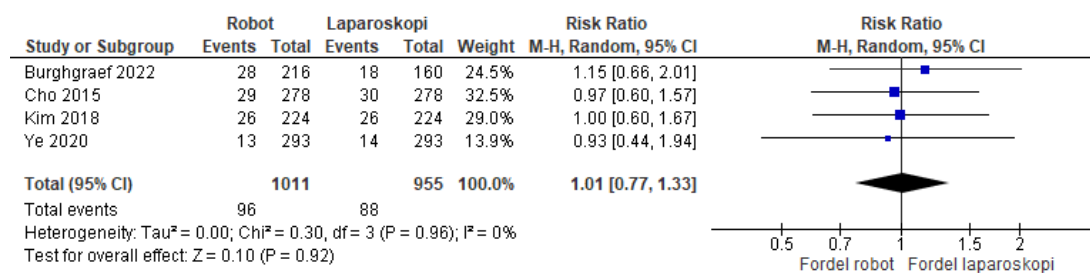 Robot Laparoskopi Risk Ratio Risk Ratio
Study or Subgroup Events Total Events Total Weight M-H, Random, 95% CI M-H, Random, 95% CI
Burghgraef 2022 28 216 18 160 24.5% 1.15 [0.66, 2.01]
Cho 2015 29 278 30 278 32.5% 0.97 [0.60, 1.57]
Kim 2018 26 224 26 224 29.0% 1.00 [0.60, 1.67]
Ye 2020 13 293 14 293 13.9% 0.93 [0.44, 1.94]
Total (95% CI) 1011 955 100.0% 1.01 [0.77, 1.33]
Total events 96 88
Heterogeneity: Tau² = 0.00; Chi² = 0.30, df = 3 (P = 0.96); I² = 0%
Test for overall effect: Z = 0.10 (P = 0.92)
0.5 0.7 1 1.5 2
Fordel robot Fordel laparoskopi